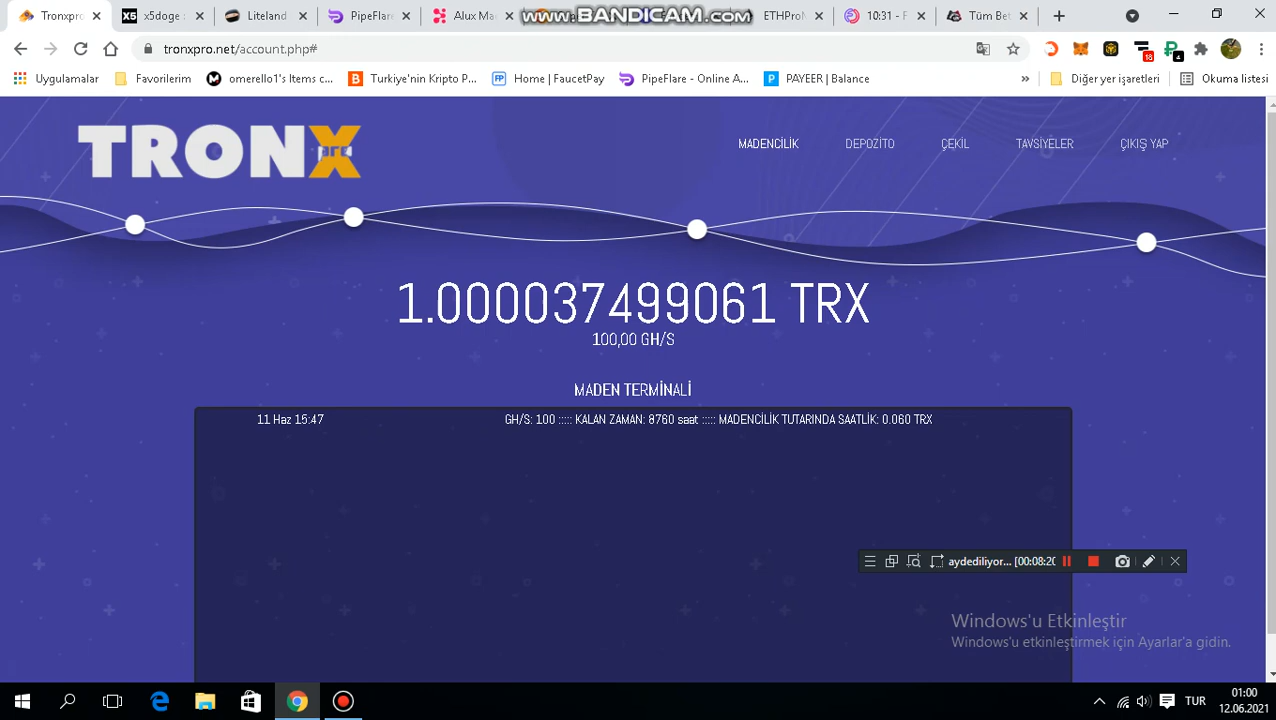 Tronxpro
x5doge
Liteland
PipeFlare
Alux Ma
WWW.BANDICAM.COM
ETHProM
10:31 - F
Tüm Bet
tronxpro.net/account.php#
18
4
Uygulamalar
Favorilerim
omerello1's Items c...
Turkiye'nin Kripto P...
Home | FaucetPay
PipeFlare - Online A...
PAYEER | Balance
»
Diğer yer işaretleri
Okuma listesi
TRONX
pro
MADENCİLİK
DEPOZİTO
ÇEKİL
TAVSİYELER
ÇIKIŞ YAP
1.000037499061 TRX
100,00 GH/S
MADEN TERMİNALİ
11 Haz 15:47 GH/S: 100 ::::: KALAN ZAMAN: 8760 saat ::::: MADENCİLİK TUTARINDA SAATLİK: 0.060 TRX
aydediliyor... [00:08:20
Windows'u Etkinleştir
Windows'u etkinleştirmek için Ayarlar'a gidin.
TUR
01:00
12.06.2021